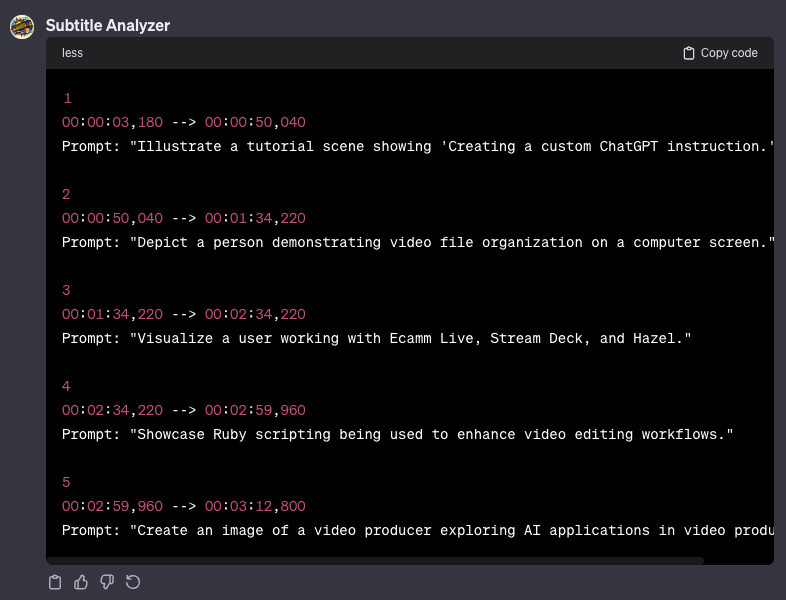 Subtitle Analyzer
less
Copy code
1
00:00:03,180 --> 00:00:50,040
Prompt: "Illustrate a tutorial scene showing 'Creating a custom ChatGPT instruction.'
2
00:00:50,040 --> 00:01:34,220
Prompt: "Depict a person demonstrating video file organization on a computer screen."
3
00:01:34,220 --> 00:02:34,220
Prompt: "Visualize a user working with Ecamm Live, Stream Deck, and Hazel."
4
00:02:34,220 --> 00:02:59,960
Prompt: "Showcase Ruby scripting being used to enhance video editing workflows."
5
00:02:59,960 --> 00:03:12,800
Prompt: "Create an image of a video producer exploring AI applications in video produ